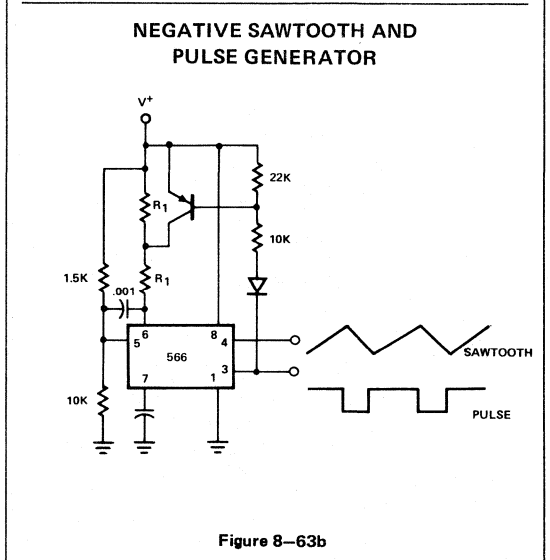 NEGATIVE SAWTOOTH AND
PULSE GENERATOR
V+
22K
R1
10K
1.5K
.001
R1
6
8
5
4
566
SAWTOOTH
3
7
1
10K
PULSE
Figure 8–63b